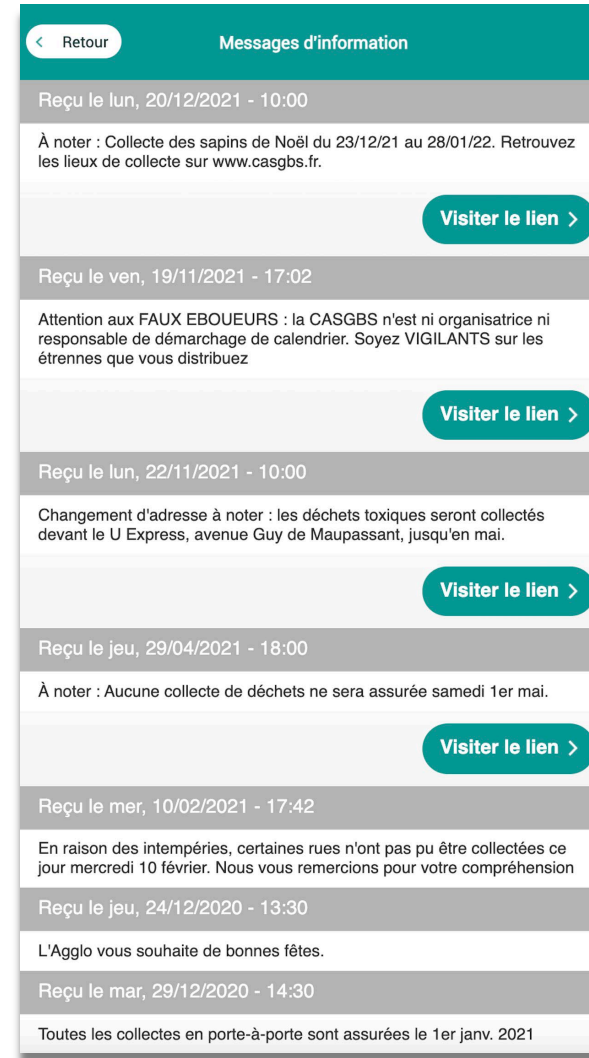 Retour
Messages d'information
Reçu le lun, 20/12/2021 - 10:00
À noter : Collecte des sapins de Noël du 23/12/21 au 28/01/22. Retrouvez
les lieux de collecte sur www.casgbs.fr.
Visiter le lien
Reçu le ven, 19/11/2021 - 17:02
Attention aux FAUX EBOUEURS : la CASGBS n'est ni organisatrice ni
responsable de démarchage de calendrier. Soyez VIGILANTS sur les
étrennes que vous distribuez
Visiter le lien
Reçu le lun, 22/11/2021 - 10:00
Changement d'adresse à noter : les déchets toxiques seront collectés
devant le U Express, avenue Guy de Maupassant, jusqu'en mai.
Visiter le lien
Reçu le jeu, 29/04/2021 - 18:00
À noter : Aucune collecte de déchets ne sera assurée samedi 1er mai.
Visiter le lien
Reçu le mer, 10/02/2021 - 17:42
En raison des intempéries, certaines rues n'ont pas pu être collectées ce
jour mercredi 10 février. Nous vous remercions pour votre compréhension
Reçu le jeu, 24/12/2020 - 13:30
L'Agglo vous souhaite de bonnes fêtes.
Reçu le mar, 29/12/2020 - 14:30
Toutes les collectes en porte-à-porte sont assurées le 1er janv. 2021